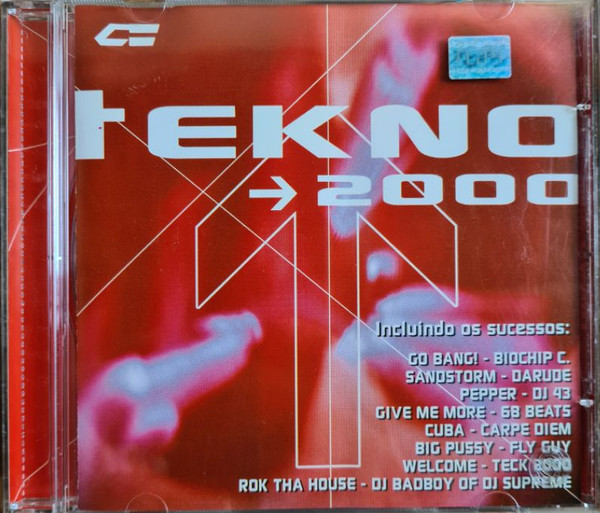 tEKNO
→2000
Incluindo os sucessos:
GO BANG! - BIOCHIP C.
SANDSTORM - DARUDE
PEPPER - DJ 43
GIVE ME MORE - 68 BEATS
CUBA - CARPE DIEM
BIG PUSSY - FLY GUY
WELCOME - TECK 2000
ROK THA HOUSE - DJ BADBOY OF DJ SUPREME